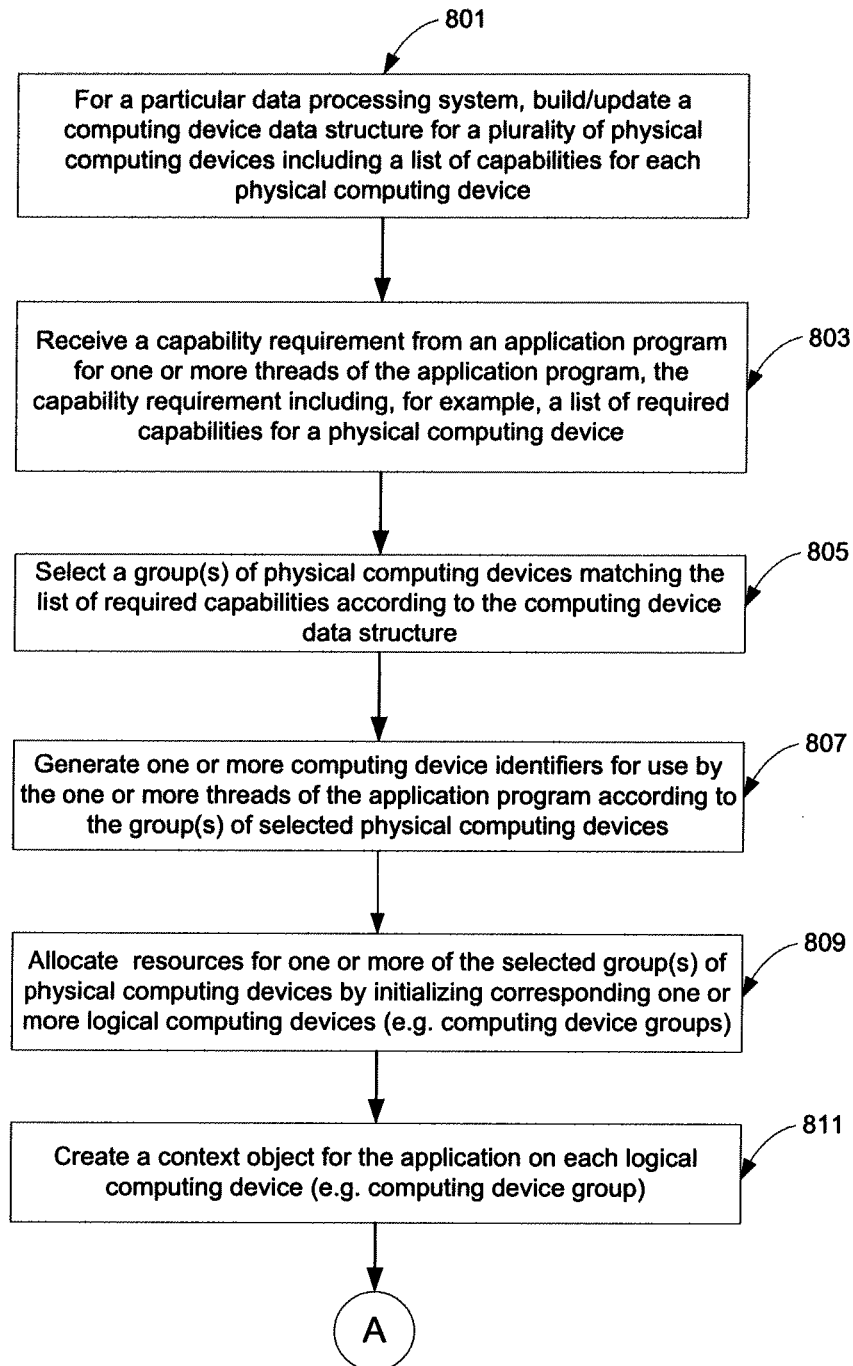 801
For a particular data processing system, build/update a
computing device data structure for a plurality of physical
computing devices including a list of capabilities for each
physical computing device
803
Receive a capability requirement from an application program
for one or more threads of the application program, the
capability requirement including, for example, a list of required
capabilities for a physical computing device
805
Select a group(s) of physical computing devices matching the
list of required capabilities according to the computing device
data structure
807
Generate one or more computing device identifiers for use by
the one or more threads of the application program according to
the group(s) of selected physical computing devices
809
Allocate resources for one or more of the selected group(s) of
physical computing devices by initializing corresponding one or
more logical computing devices (e.g. computing device groups)
811
Create a context object for the application on each logical
computing device (e.g. computing device group)
A